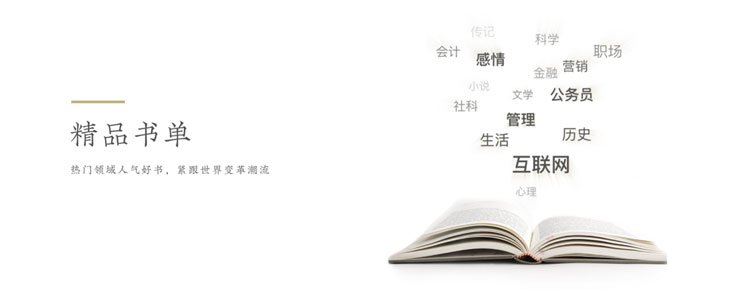 精品书单
热门领域人气好书，紧跟世界变革潮流
传记
科学
会计
感情
职场
金融
营销
小说
文学
公务员
社科
管理
生活
历史
互联网
心理